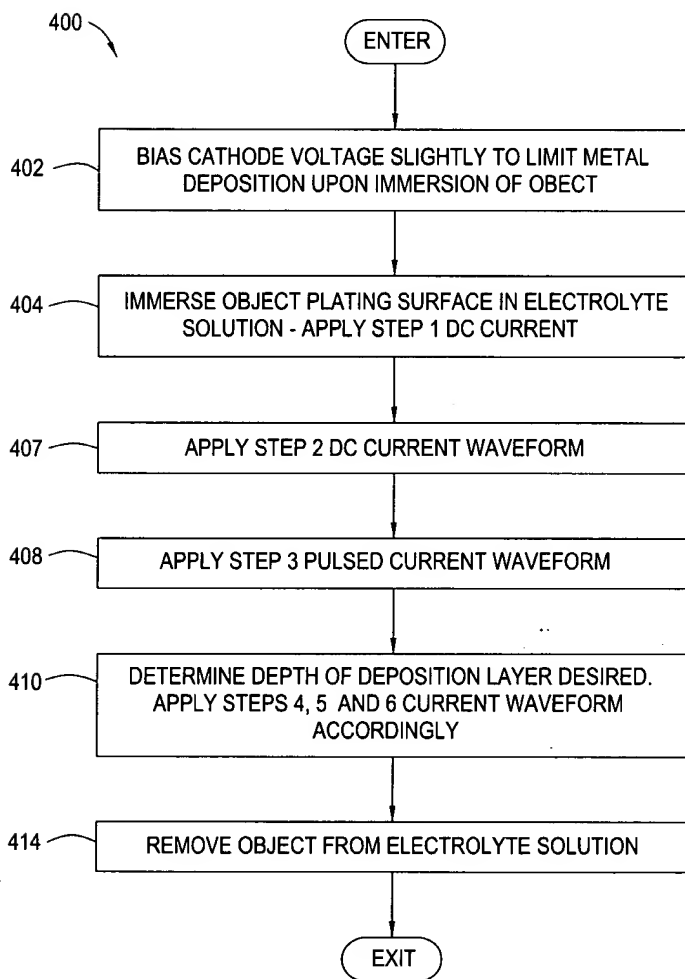 400
ENTER
402
BIAS CATHODE VOLTAGE SLIGHTLY TO LIMIT METAL
DEPOSITION UPON IMMERSION OF OBECT
404
IMMERSE OBJECT PLATING SURFACE IN ELECTROLYTE
SOLUTION - APPLY STEP 1 DC CURRENT
407
APPLY STEP 2 DC CURRENT WAVEFORM
408
APPLY STEP 3 PULSED CURRENT WAVEFORM
410
DETERMINE DEPTH OF DEPOSITION LAYER DESIRED.
APPLY STEPS 4, 5 AND 6 CURRENT WAVEFORM
ACCORDINGLY
414
REMOVE OBJECT FROM ELECTROLYTE SOLUTION
EXIT